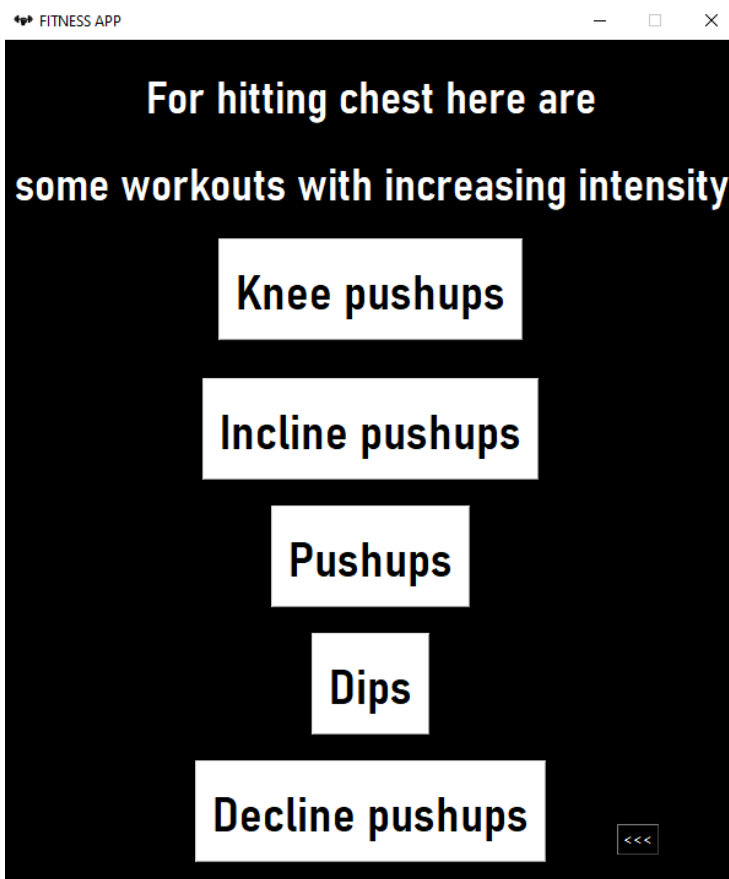 FITNESS APP
For hitting chest here are
some workouts with increasing intensity
Knee pushups
Incline pushups
Pushups
Dips
Decline pushups
<<<